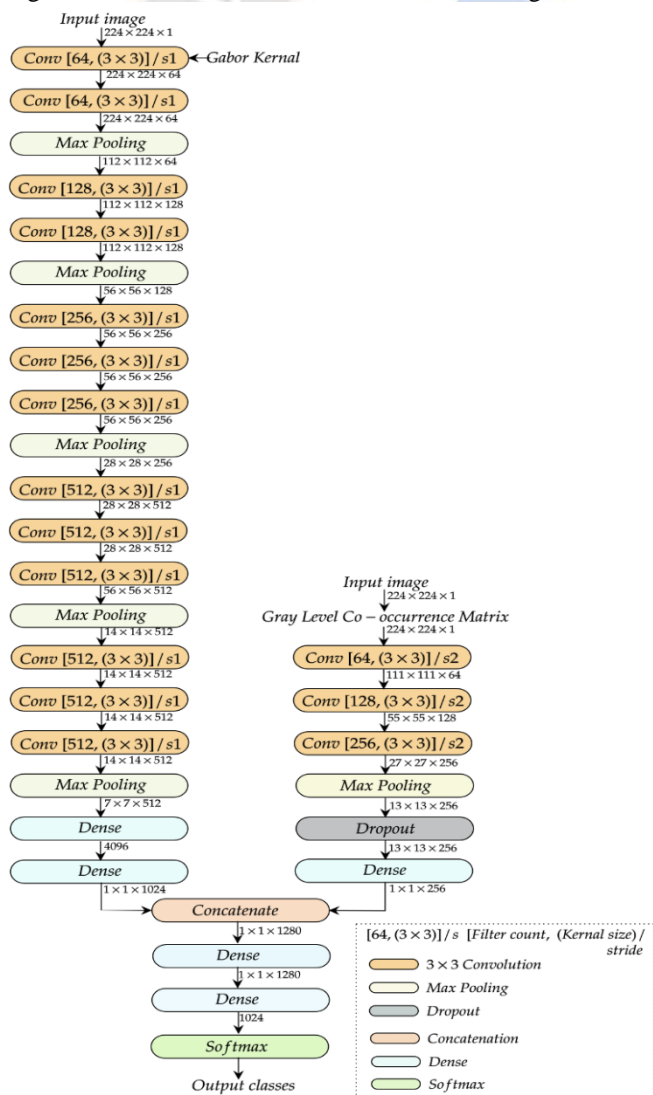 Input image
224×224×1
Conv [64, (3 × 3)] / s1
Gabor Kernal
224×224×64
Conv [64, (3 × 3)] / s1
224×224×64
Max Pooling
112×112×64
Conv [128, (3 × 3)] / s1
112×112×128
Conv [128, (3 × 3)] / s1
112×112×128
Max Pooling
56×56×128
Conv [256, (3 × 3)] / s1
56×56×256
Conv [256, (3 × 3)] / s1
56×56×256
Conv [256, (3 × 3)] / s1
56×56×256
Max Pooling
28×28×256
Conv [512, (3 × 3)] / s1
28×28×512
Conv [512, (3 × 3)] / s1
28×28×512
Conv [512, (3 × 3)] / s1
56×56×512
Max Pooling
14×14×512
Conv [512, (3 × 3)] / s1
14×14×512
Conv [512, (3 × 3)] / s1
14×14×512
Conv [512, (3 × 3)] / s1
14×14×512
Max Pooling
7×7×512
Dense
4096
Dense
1×1×1024
Input image
224×224×1
Gray Level Co − occurrence Matrix
224×224×1
Conv [64, (3 × 3)] / s2
111×111×64
Conv [128, (3 × 3)] / s2
55×55×128
Conv [256, (3 × 3)] / s2
27×27×256
Max Pooling
13×13×256
Dropout
13×13×256
Dense
1×1×256
Concatenate
1×1×1280
Dense
1×1×1280
Dense
1024
Softmax
Output classes
[64, (3 × 3)] / s [Filter count, (Kernal size) /
stride
3 × 3 Convolution
Max Pooling
Dropout
Concatenation
Dense
Softmax